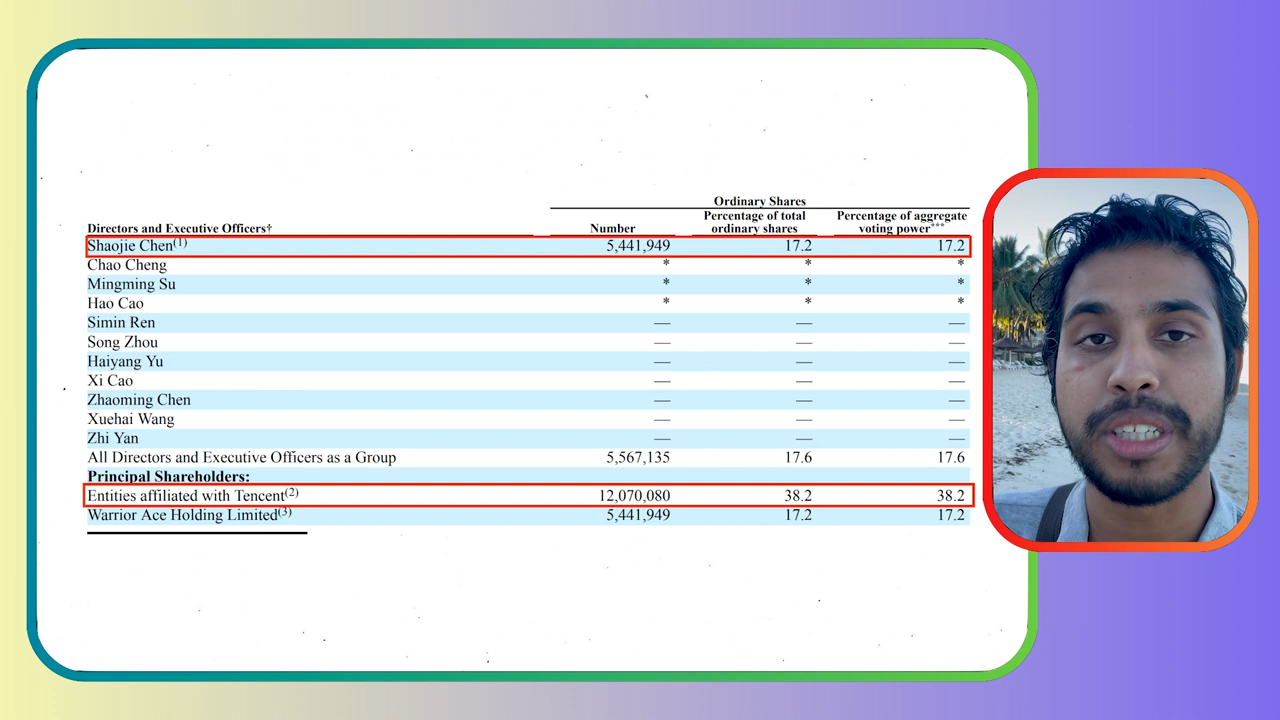 Ordinary Shares
Directors and Executive Officers† Number Percentage of total ordinary shares Percentage of aggregate voting power***
Shaojie Chen(1) 5,441,949 17.2 17.2
Chao Cheng * * *
Mingming Su * * *
Hao Cao * * *
Simin Ren — — —
Song Zhou — — —
Haiyang Yu — — —
Xi Cao — — —
Zhaoming Chen — — —
Xuehai Wang — — —
Zhi Yan — — —
All Directors and Executive Officers as a Group 5,567,135 17.6 17.6
Principal Shareholders:
Entities affiliated with Tencent(2) 12,070,080 38.2 38.2
Warrior Ace Holding Limited(3) 5,441,949 17.2 17.2